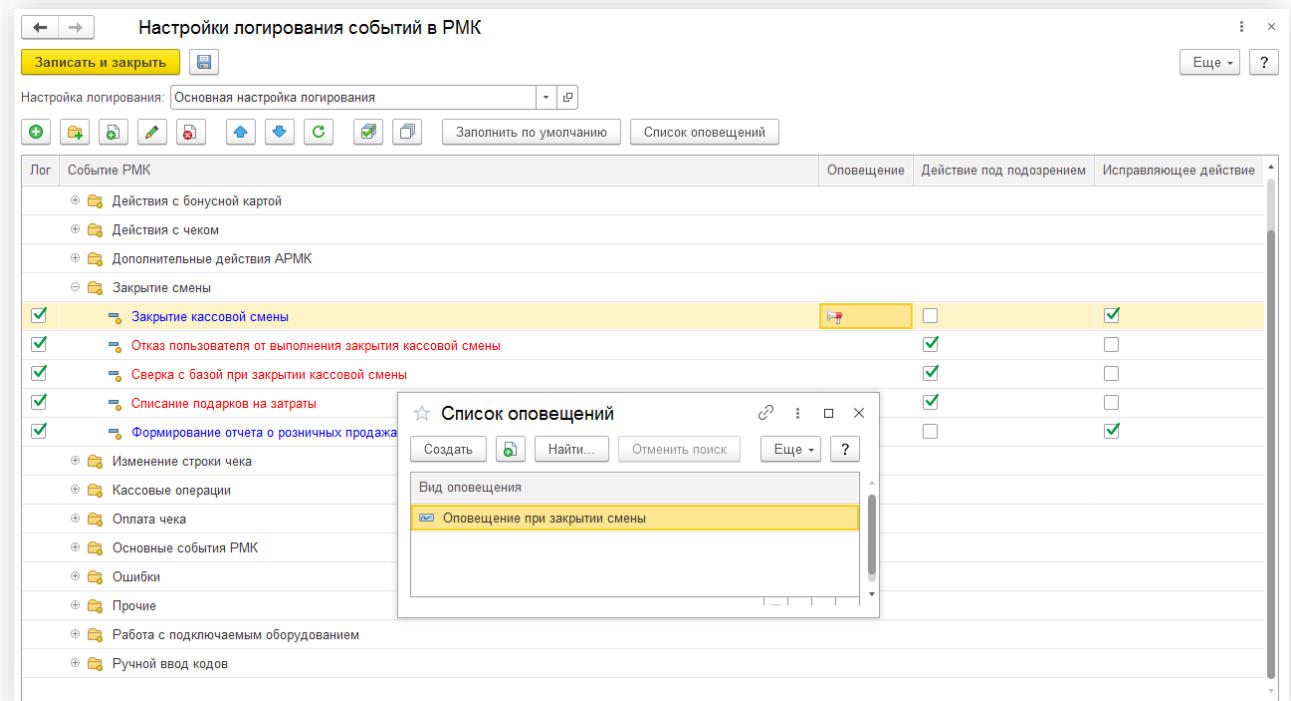 Настройки логирования событий в РМК
Записать и закрыть
Еще
?
Настройка логирования: Основная настройка логирования
Заполнить по умолчанию
Список оповещений
Лог Событие РМК Оповещение Действие под подозрением Исправляющее действие
Действия с бонусной картой
Действия с чеком
Дополнительные действия АРМК
Закрытие смены
Закрытие кассовой смены
Отказ пользователя от выполнения закрытия кассовой смены
Сверка с базой при закрытии кассовой смены
Списание подарков на затраты
Формирование отчета о розничных продажа
Изменение строки чека
Кассовые операции
Оплата чека
Основные события РМК
Ошибки
Прочие
Работа с подключаемым оборудованием
Ручной ввод кодов
Список оповещений
Создать Найти... Отменить поиск Еще ?
Вид оповещения
Оповещение при закрытии смены